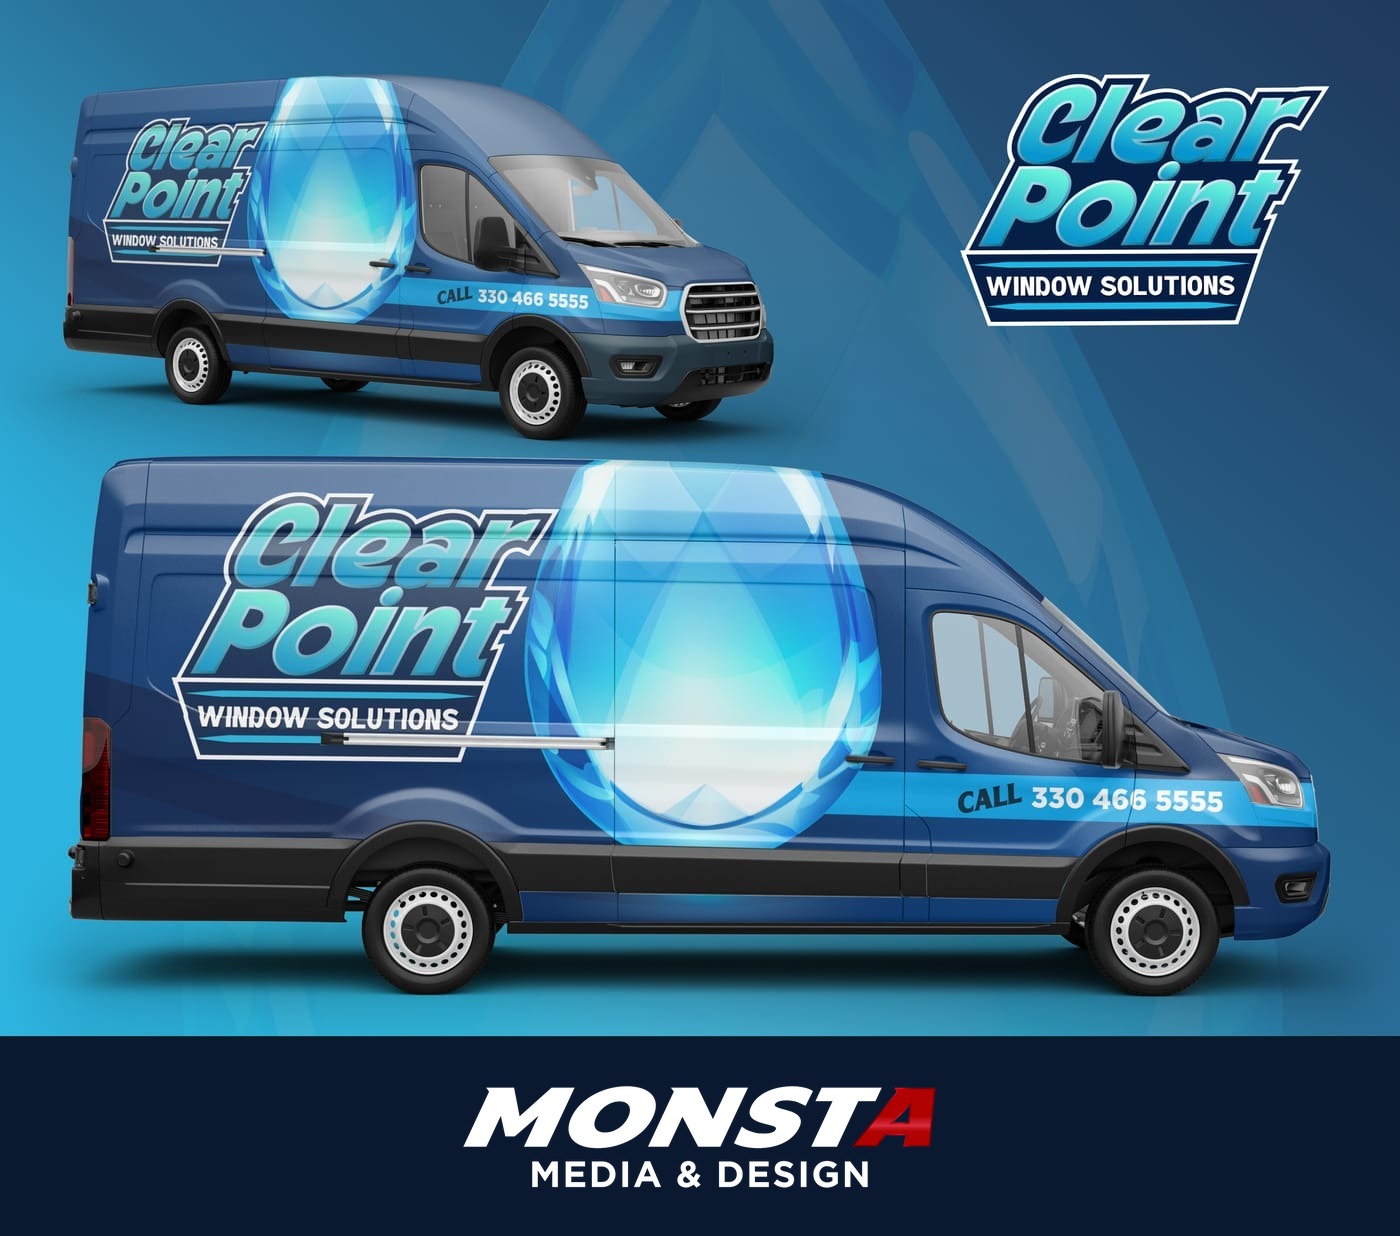 Clear
Point
WINDOW SOLUTIONS
CALL 330 466 5555
Clear
Point
WINDOW SOLUTIONS
Clear
Point
WINDOW SOLUTIONS
CALL 330 466 5555
MONSTA
MEDIA & DESIGN